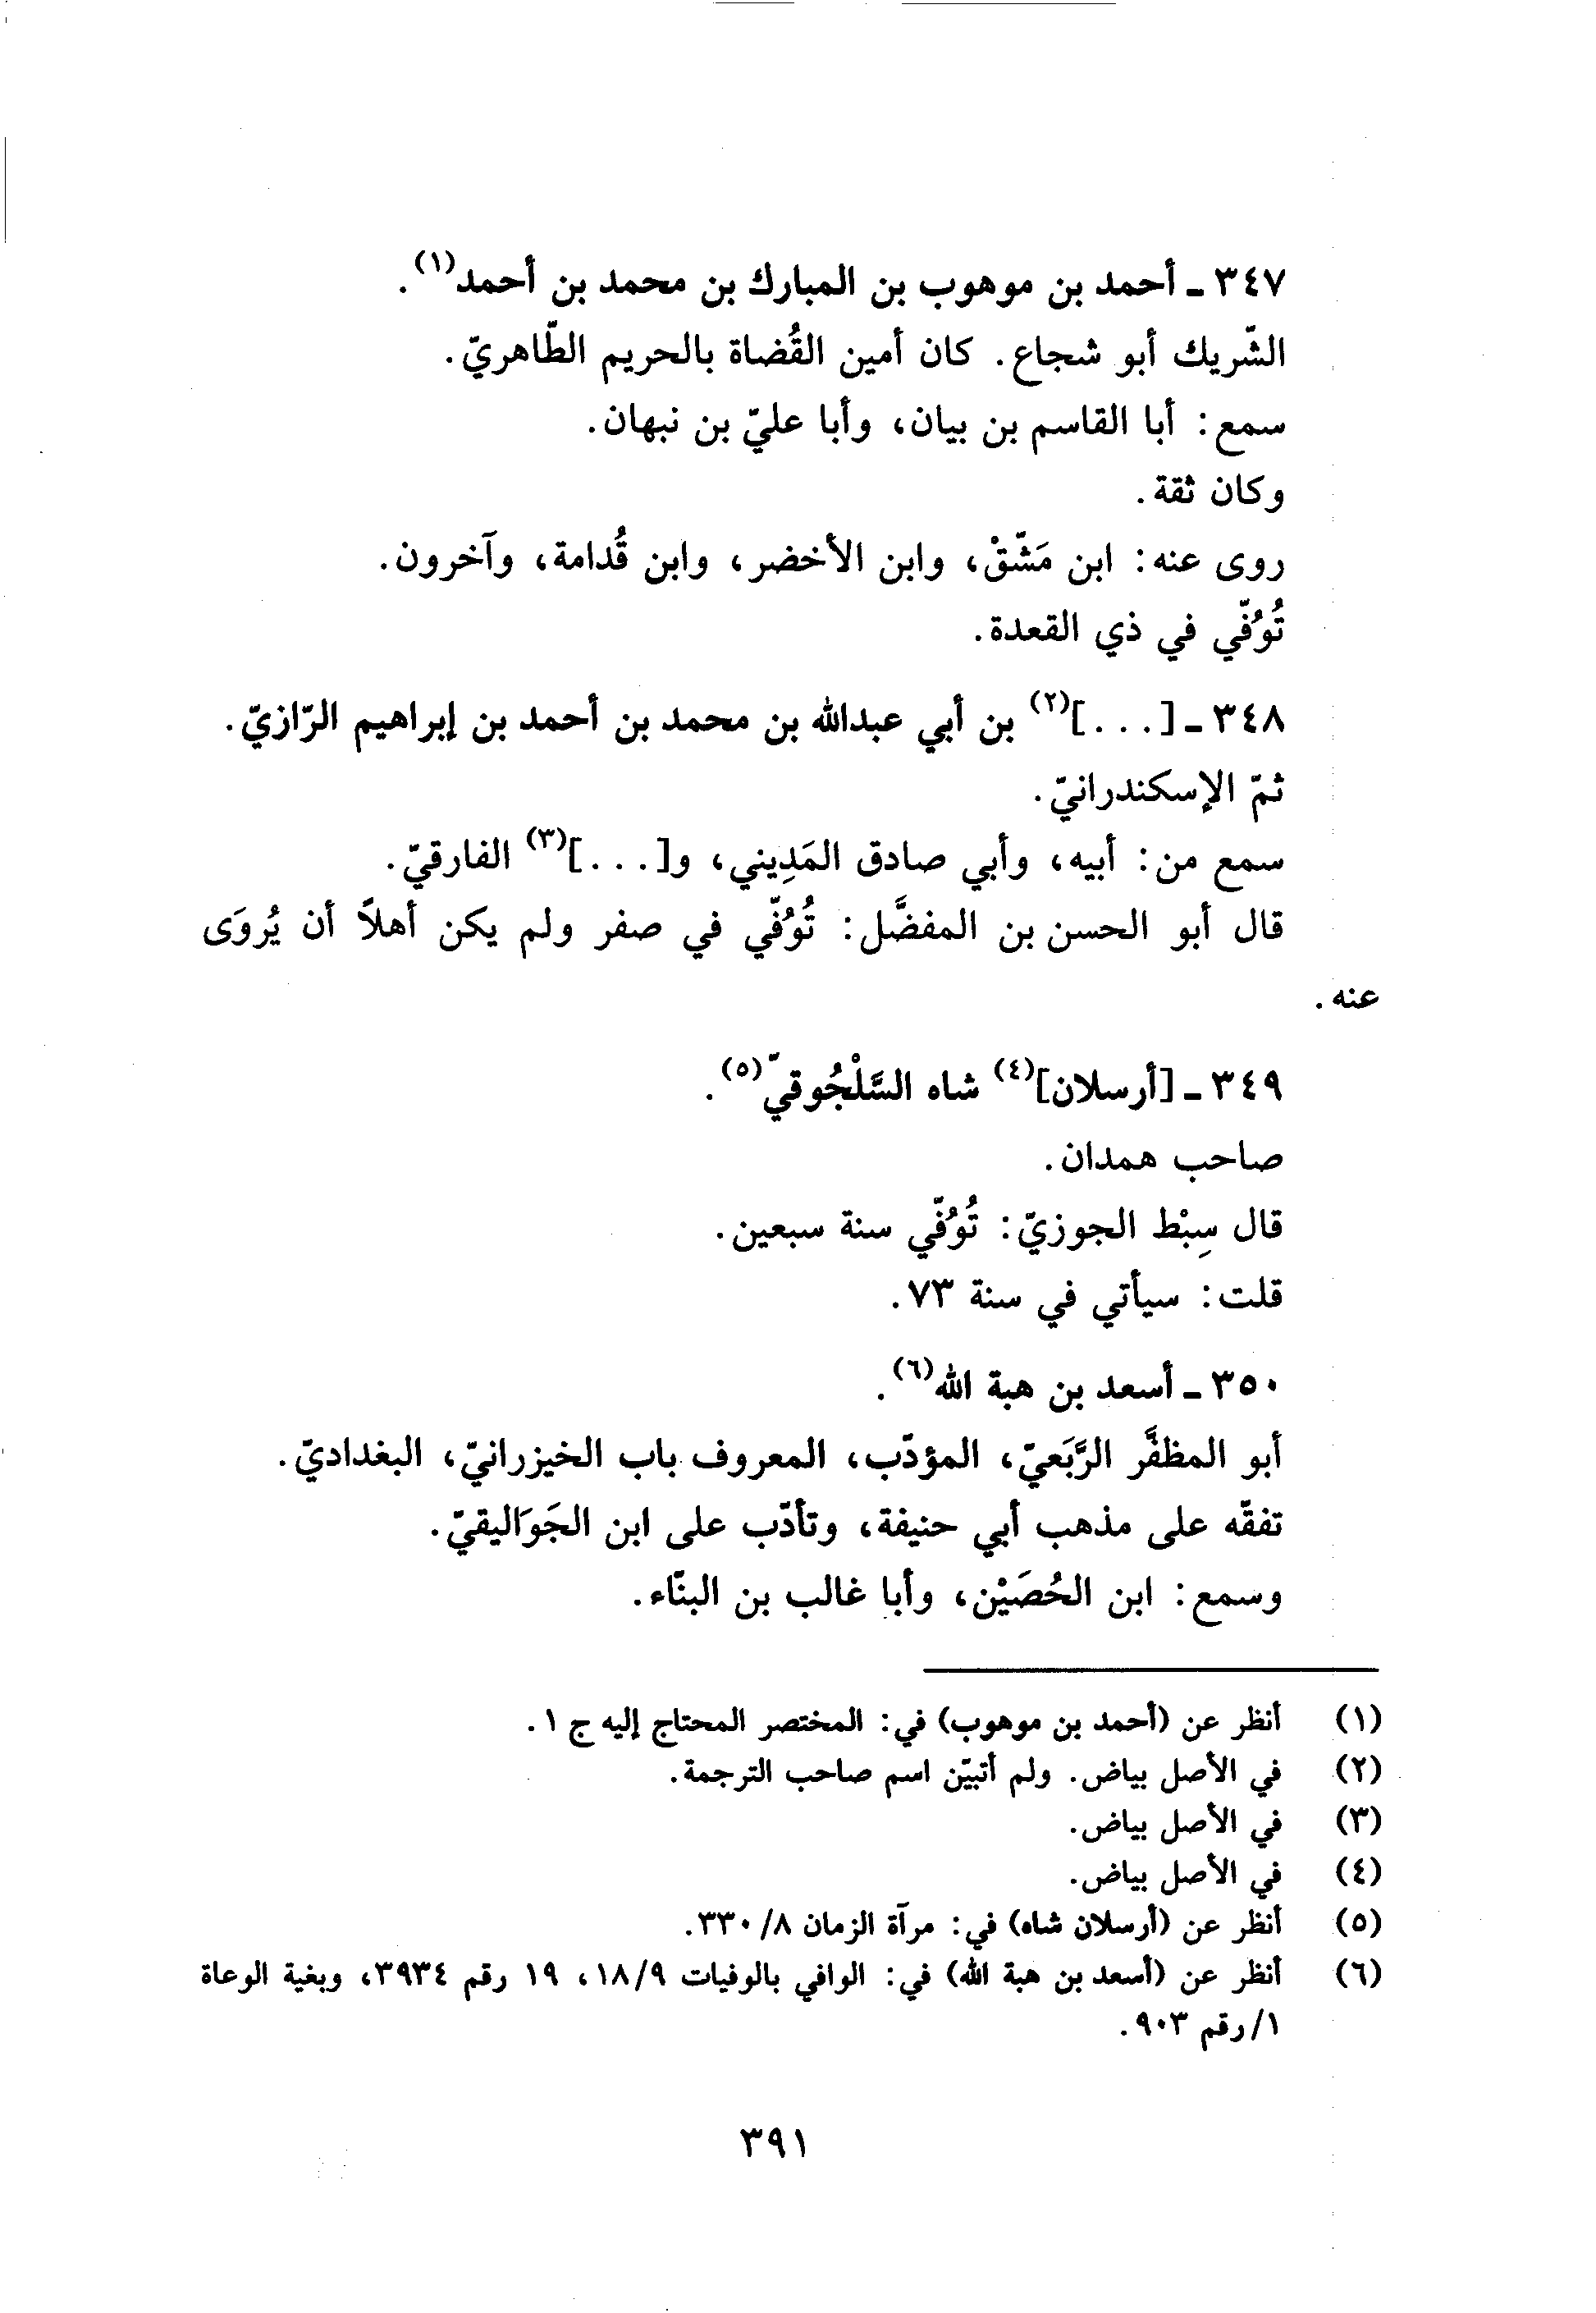 ٣٤٧ ـ أحمد بن موهوب بن المبارك بن محمد بن أحمد(١).
الشّريك أبو شجاع. كان أمين القُضاة بالحريم الطّاهريّ.
سمع: أبا القاسم بن بيان، وأبا عليّ بن نبهان.
وكان ثقة.
روى عنه: ابن مَشّقْ، وابن الأخضر، وابن قُدامة، وآخرون.
تُوُفّي في ذي القعدة.
٣٤٨ ـ [...](٢) بن أبي عبدالله بن محمد بن أحمد بن إبراهيم الرّازيّ.
ثمّ الإسكندرانيّ.
سمع من: أبيه، وأبي صادق المَدِيني، و[...](٣) الفارقيّ.
قال أبو الحسن بن المفضَّل: تُوُفّي في صفر ولم يكن أهلاً أن يُروَى
عنه.
٣٤٩ ـ [أرسلان](٤) شاه السَّلْجُوقيّ(٥).
صاحب همدان.
قال سِبْط الجوزيّ: تُوُفّي سنة سبعين.
قلت: سيأتي في سنة ٧٣.
٣٥٠ ـ أسعد بن هبة الله(٦).
أبو المظفَّر الرَّبَعيّ، المؤدّب، المعروف باب الخيزرانيّ، البغداديّ.
تفقّه على مذهب أبي حنيفة، وتأدّب على ابن الجَوَاليقيّ.
وسمع: ابن الحُصَيْن، وأبا غالب بن البنّاء.
(١) أنظر عن (أحمد بن موهوب) في: المختصر المحتاج إليه ج ١.
(٢) في الأصل بياض. ولم أتبيّن اسم صاحب الترجمة.
(٣) في الأصل بياض.
(٤) في الأصل بياض.
(٥) أنظر عن (أرسلان شاه) في: مرآة الزمان ٨/ ٣٣٠.
(٦) أنظر عن (أسعد بن هبة الله) في: الوافي بالوفيات ١٨/٩، ١٩ رقم ٣٩٣٤، وبغية الوعاة
١/رقم ٩٠٣.
٣٩١